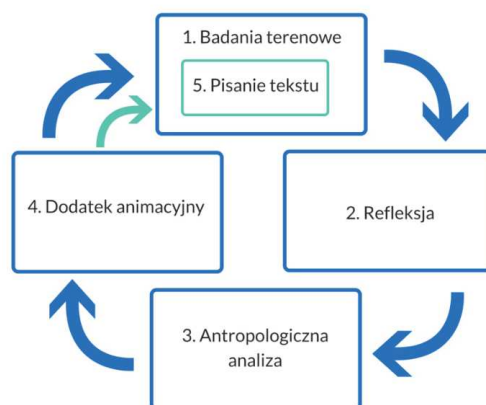 1. Badania terenowe
5. Pisanie tekstu
2. Refleksja
3. Antropologiczna
analiza
4. Dodatek animacyjny